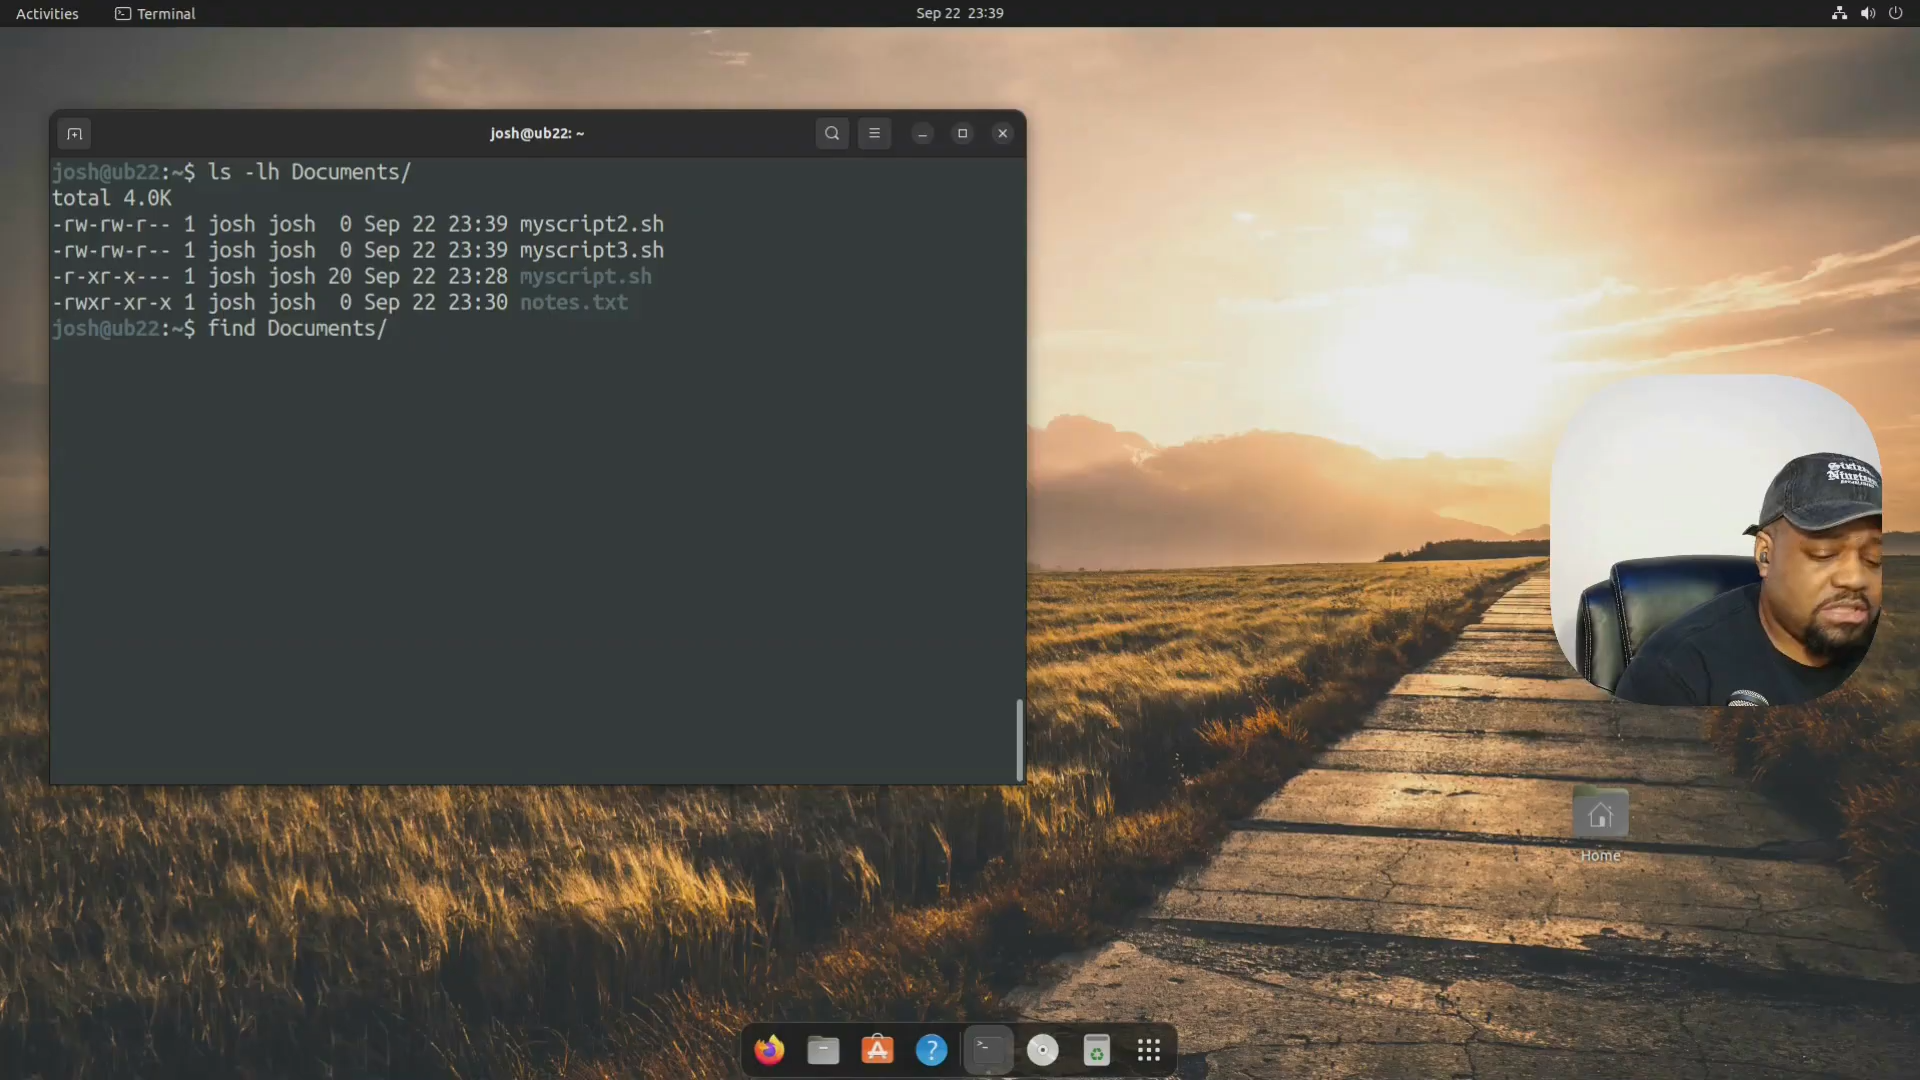 Activities
Terminal
Sep 22 23:39
josh@ub22: ~
josh@ub22:~$ ls -lh Documents/
total 4.0K
-rw-rw-r-- 1 josh josh  0 Sep 22 23:39 myscript2.sh
-rw-rw-r-- 1 josh josh  0 Sep 22 23:39 myscript3.sh
-r-xr-x--- 1 josh josh 20 Sep 22 23:28 myscript.sh
-rwxr-xr-x 1 josh josh  0 Sep 22 23:30 notes.txt
josh@ub22:~$ find Documents/
Home